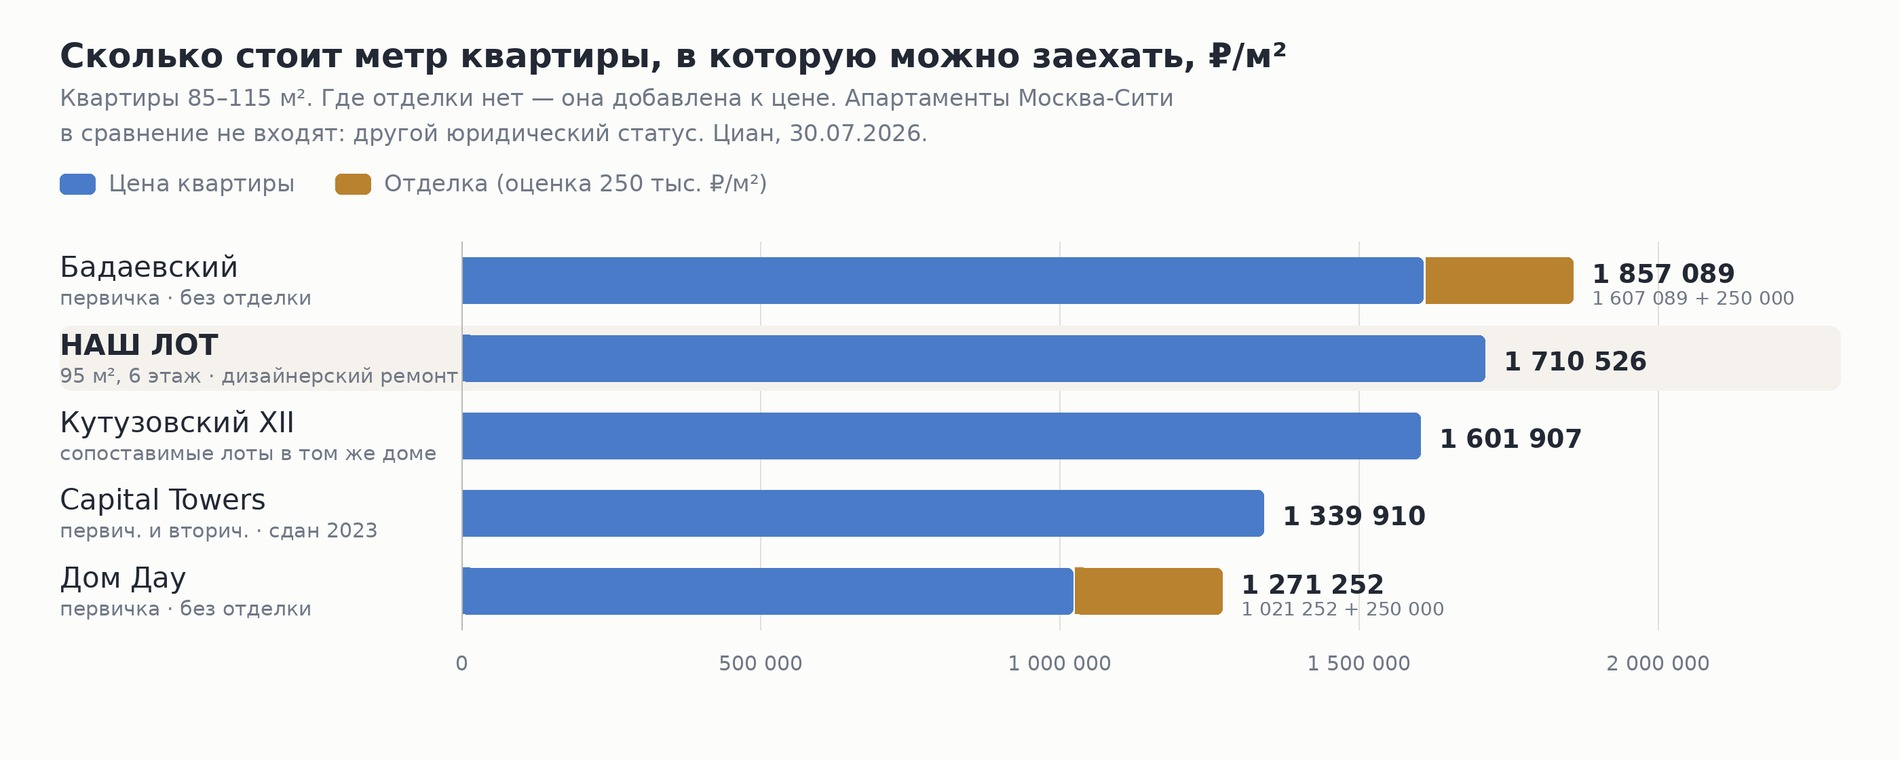 Сколько стоит метр квартиры, в которую можно заехать, ₽/м²
Квартиры 85–115 м². Где отделки нет — она добавлена к цене. Апартаменты Москва-Сити
в сравнение не входят: другой юридический статус. Циан, 30.07.2026.
Цена квартиры
Отделка (оценка 250 тыс. ₽/м²)
Бадаевский
первичка · без отделки
1 857 089
1 607 089 + 250 000
НАШ ЛОТ
95 м², 6 этаж · дизайнерский ремонт
1 710 526
Кутузовский XII
сопоставимые лоты в том же доме
1 601 907
Capital Towers
первич. и вторич. · сдан 2023
1 339 910
Дом Дау
первичка · без отделки
1 271 252
1 021 252 + 250 000
0 500 000 1 000 000 1 500 000 2 000 000